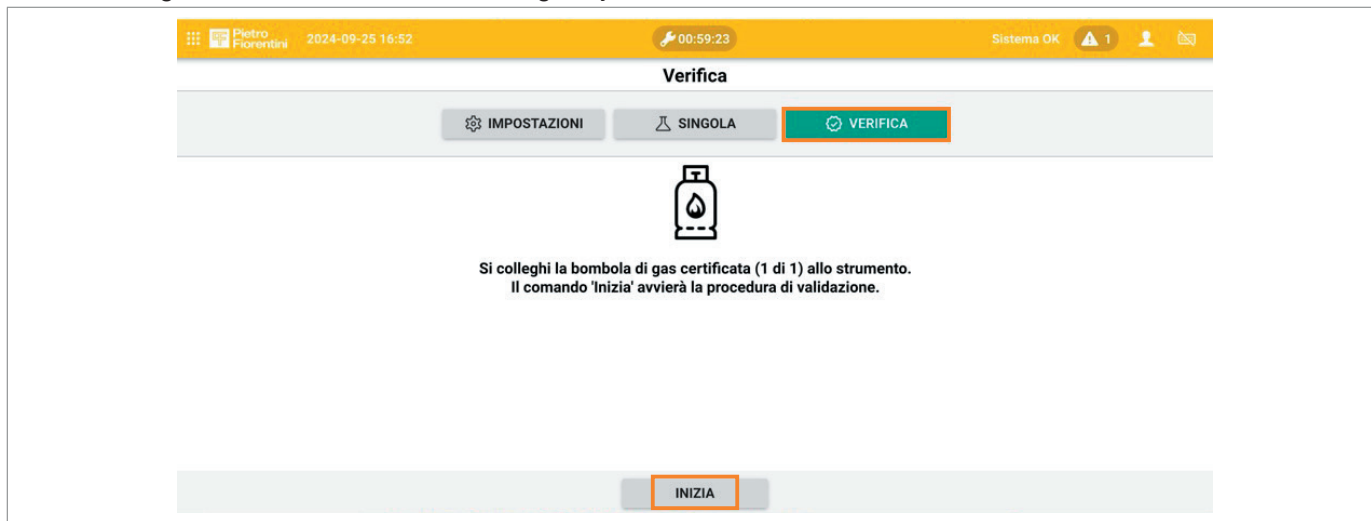 Pietro
Fiorentini
2024-09-25 16:52
00:59:23
Sistema OK
1
Verifica
IMPOSTAZIONI
SINGOLA
VERIFICA
Si colleghi la bombola di gas certificata (1 di 1) allo strumento.
Il comando 'Inizia' avvierà la procedura di validazione.
INIZIA